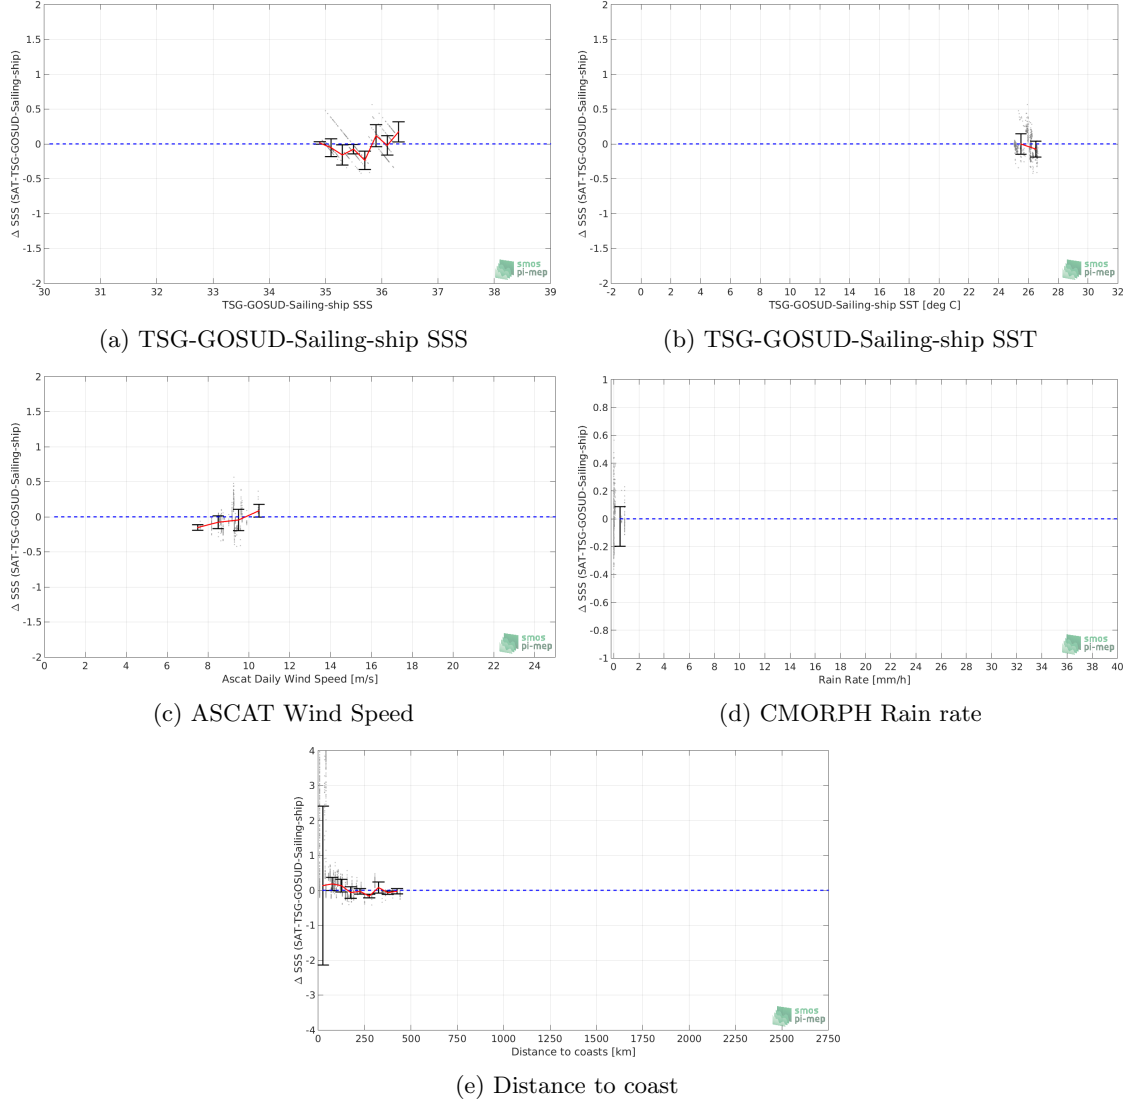 2
1.5
1
0.5
0
-0.5
-1
-1.5
-2
30 31 32 33 34 35 36 37 38 39
Δ SSS (SAT-TSG-GOSUD-Sailing-ship)
TSG-GOSUD-Sailing-ship SSS
smos
pi-mep
(a) TSG-GOSUD-Sailing-ship SSS
2
1.5
1
0.5
0
-0.5
-1
-1.5
-2
-2 0 2 4 6 8 10 12 14 16 18 20 22 24 26 28 30 32
Δ SSS (SAT-TSG-GOSUD-Sailing-ship)
TSG-GOSUD-Sailing-ship SST [deg C]
smos
pi-mep
(b) TSG-GOSUD-Sailing-ship SST
2
1.5
1
0.5
0
-0.5
-1
-1.5
-2
0 2 4 6 8 10 12 14 16 18 20 22 24
Δ SSS (SAT-TSG-GOSUD-Sailing-ship)
Ascat Daily Wind Speed [m/s]
smos
pi-mep
(c) ASCAT Wind Speed
1
0.8
0.6
0.4
0.2
0
-0.2
-0.4
-0.6
-0.8
-1
0 2 4 6 8 10 12 14 16 18 20 22 24 26 28 30 32 34 36 38 40
Δ SSS (SAT-TSG-GOSUD-Sailing-ship)
Rain Rate [mm/h]
smos
pi-mep
(d) CMORPH Rain rate
4
3
2
1
0
-1
-2
-3
-4
0 250 500 750 1000 1250 1500 1750 2000 2250 2500 2750
Δ SSS (SAT-TSG-GOSUD-Sailing-ship)
Distance to coasts [km]
smos
pi-mep
(e) Distance to coast